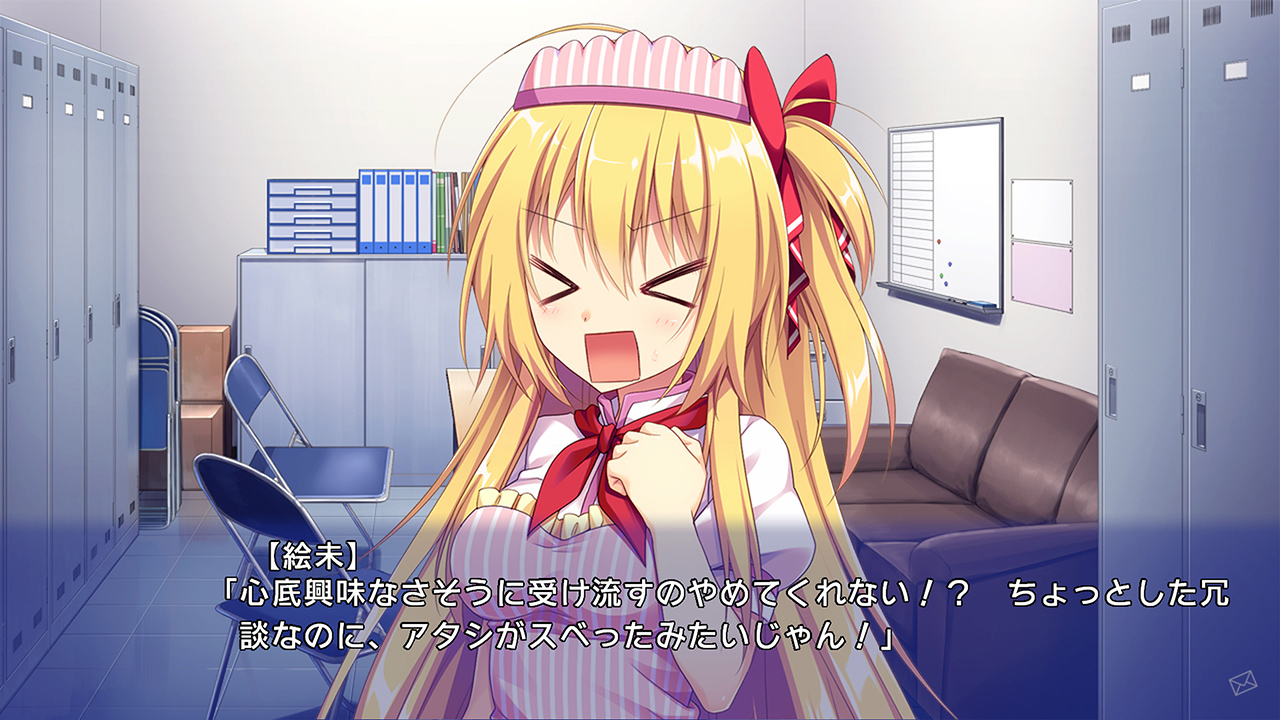 【絵未】
「心底興味なさそうに受け流すのやめてくれない！？　ちょっとした冗
談なのに、アタシがスベったみたいじゃん！」